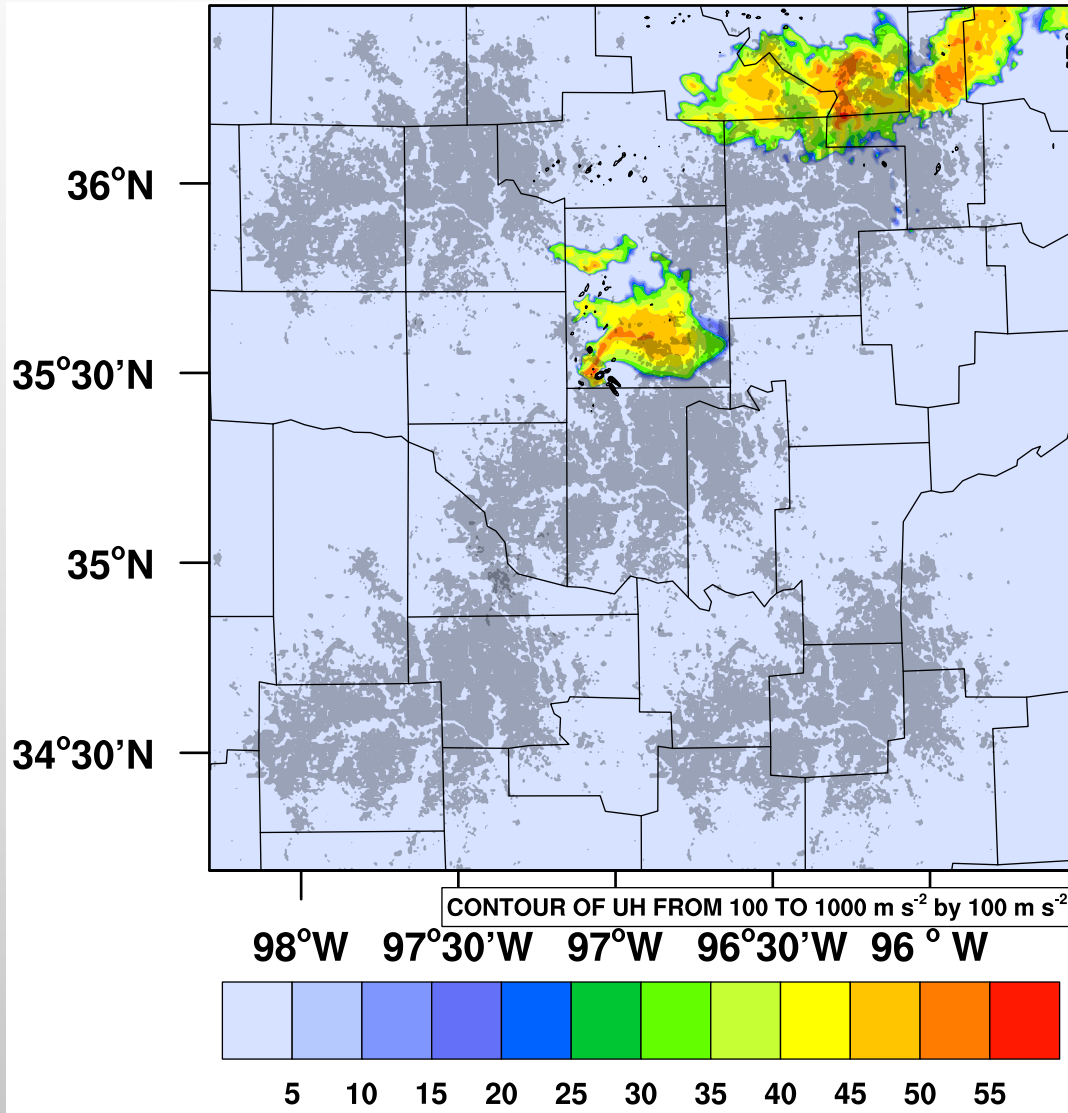 36°N
35°30'N
35°N
34°30'N
CONTOUR OF UH FROM 100 TO 1000 m s⁻² by 100 m s⁻²
98°W 97°30'W 97°W 96°30'W 96 ° W
5 10 15 20 25 30 35 40 45 50 55